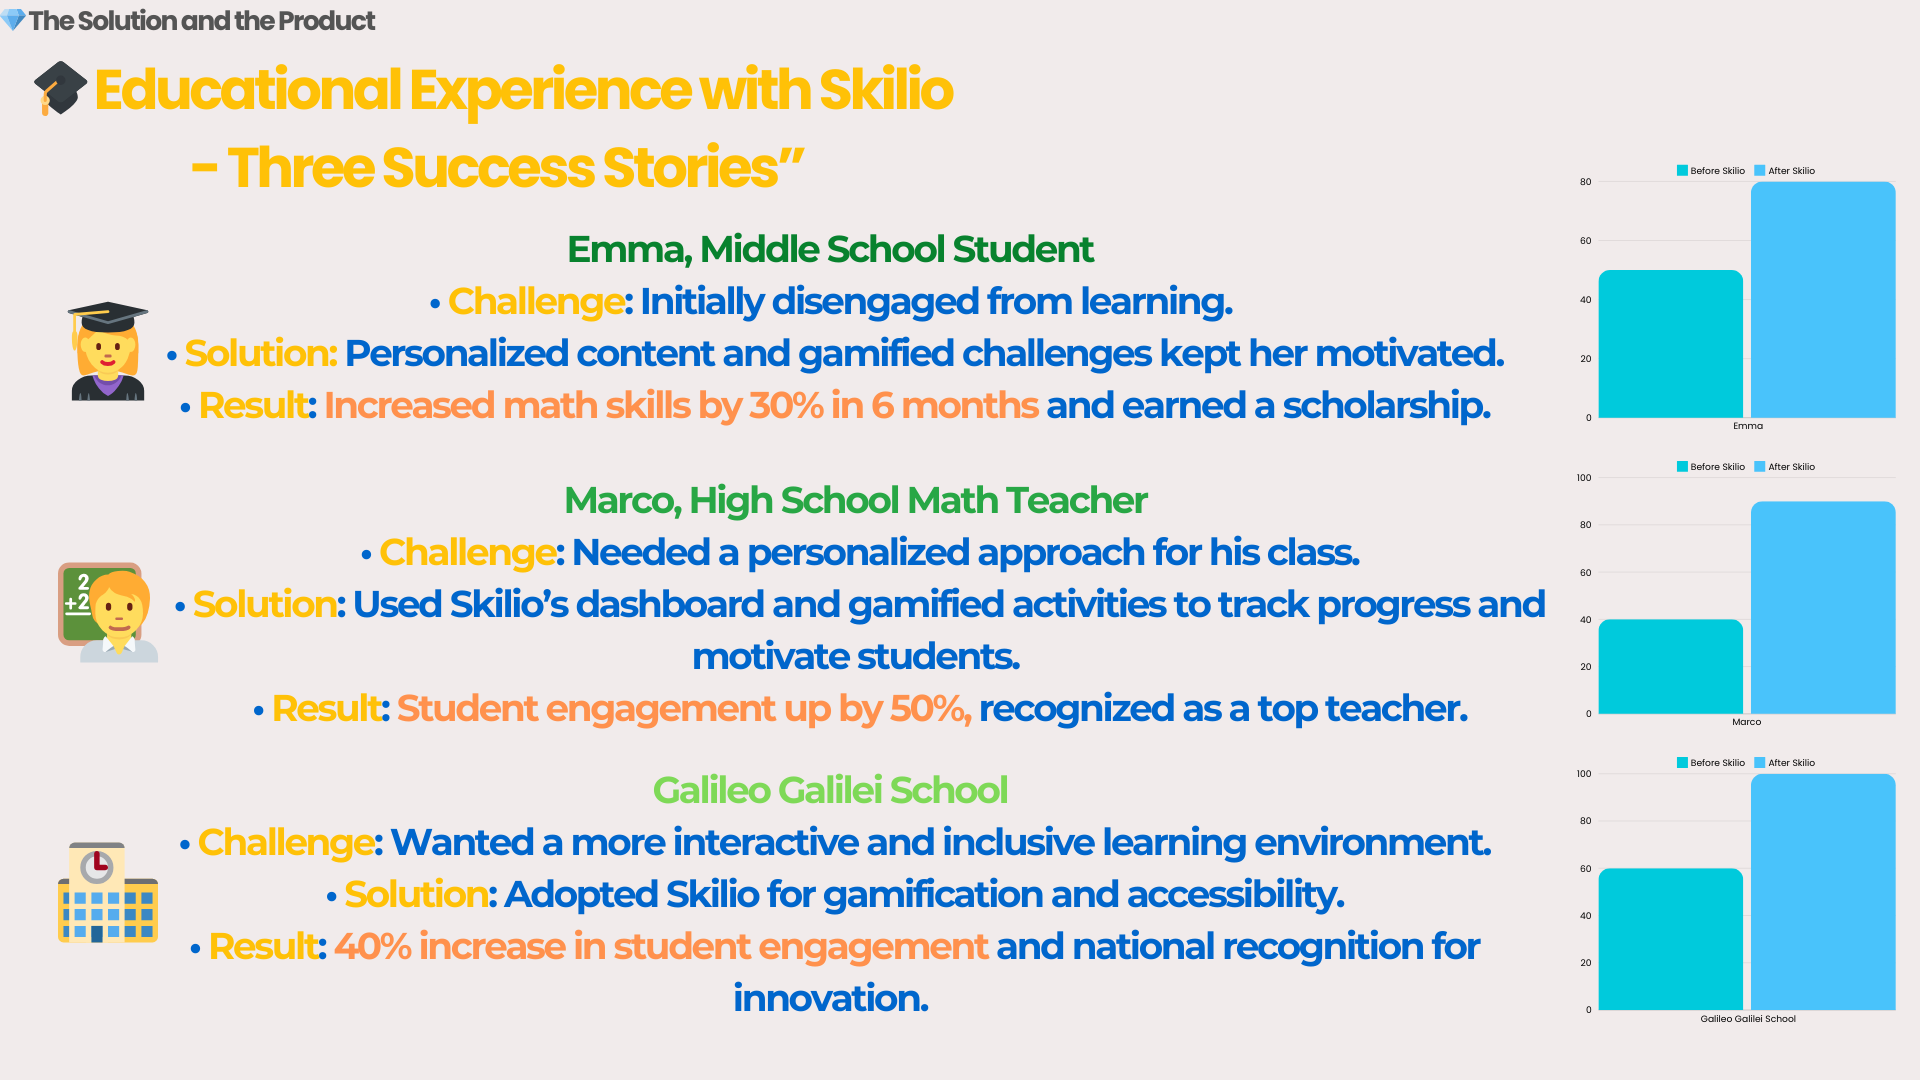 The Solution and the Product
Educational Experience with Skilio
- Three Success Stories”
Emma, Middle School Student
• Challenge: Initially disengaged from learning.
• Solution: Personalized content and gamified challenges kept her motivated.
• Result: Increased math skills by 30% in 6 months and earned a scholarship.
Marco, High School Math Teacher
• Challenge: Needed a personalized approach for his class.
• Solution: Used Skilio’s dashboard and gamified activities to track progress and
motivate students.
• Result: Student engagement up by 50%, recognized as a top teacher.
Galileo Galilei School
• Challenge: Wanted a more interactive and inclusive learning environment.
• Solution: Adopted Skilio for gamification and accessibility.
• Result: 40% increase in student engagement and national recognition for
innovation.
2
+2
Before Skilio After Skilio
80
60
40
20
0
Emma
Before Skilio After Skilio
100
80
60
40
20
0
Marco
Before Skilio After Skilio
100
80
60
40
20
0
Galileo Galilei School